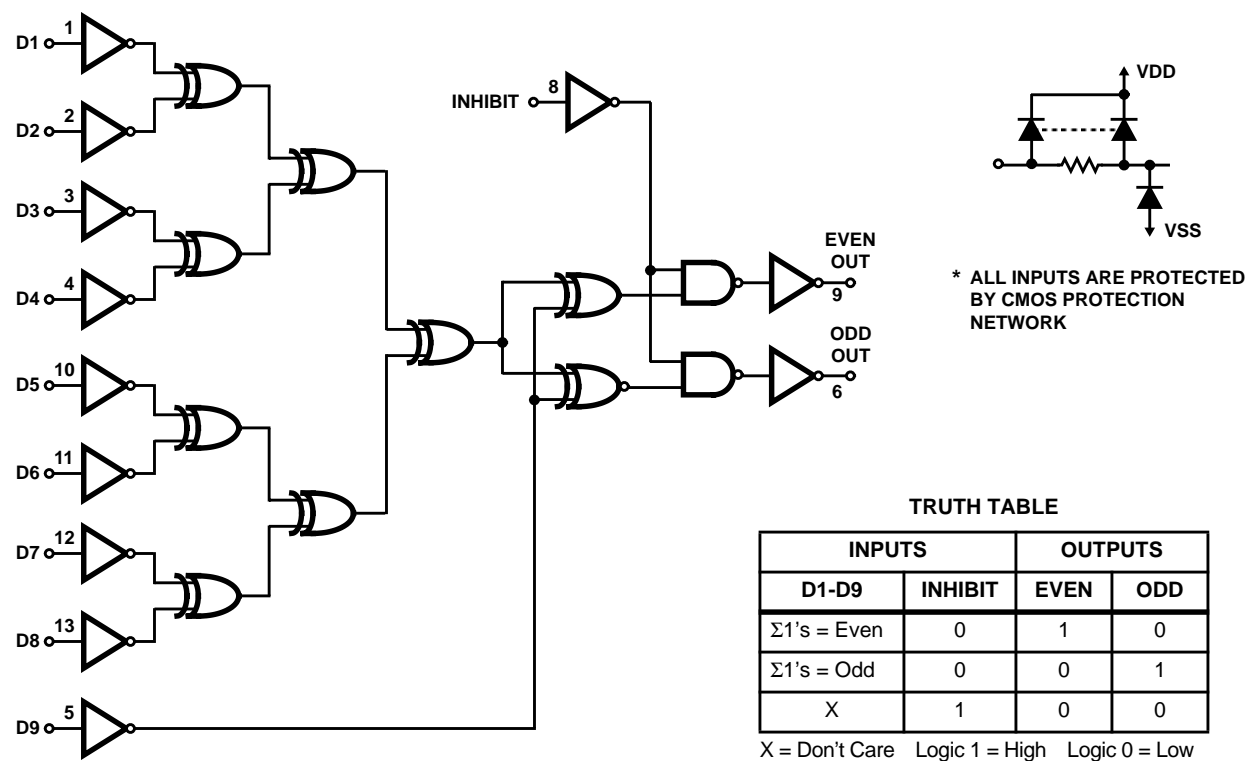 D1 1
D2 2
D3 3
D4 4
D5 10
D6 11
D7 12
D8 13
D9 5
INHIBIT 8
EVEN
OUT
9
ODD
OUT
6
VDD
VSS
* ALL INPUTS ARE PROTECTED
BY CMOS PROTECTION
NETWORK
TRUTH TABLE
INPUTS OUTPUTS
D1-D9 INHIBIT EVEN ODD
Σ1's = Even 0 1 0
Σ1's = Odd 0 0 1
X 1 0 0
X = Don't Care Logic 1 = High Logic 0 = Low